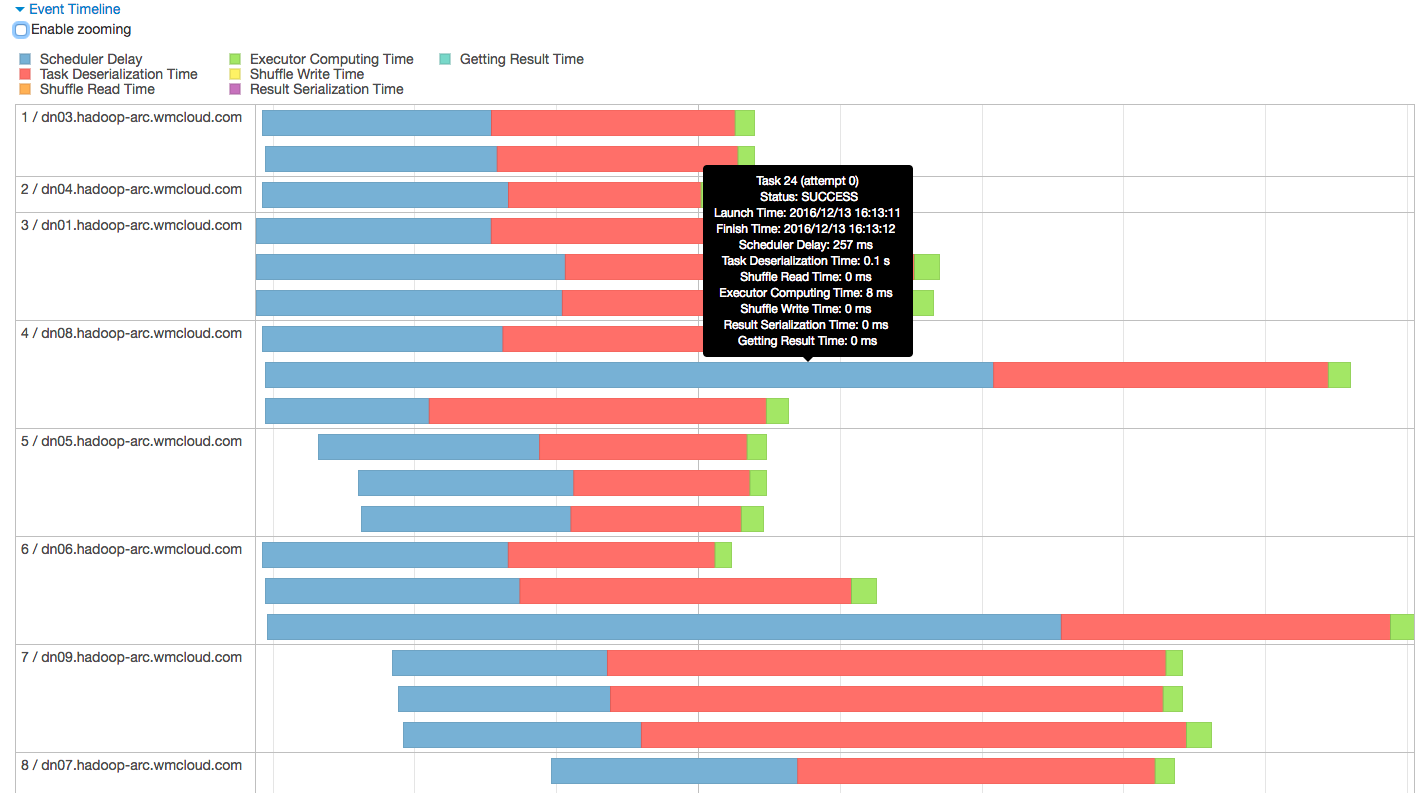 Event Timeline
Enable zooming
Scheduler Delay
Executor Computing Time
Getting Result Time
Task Deserialization Time
Shuffle Write Time
Shuffle Read Time
Result Serialization Time
1 / dn03.hadoop-arc.wmcloud.com
2 / dn04.hadoop-arc.wmcloud.com
3 / dn01.hadoop-arc.wmcloud.com
4 / dn08.hadoop-arc.wmcloud.com
5 / dn05.hadoop-arc.wmcloud.com
6 / dn06.hadoop-arc.wmcloud.com
7 / dn09.hadoop-arc.wmcloud.com
8 / dn07.hadoop-arc.wmcloud.com
Task 24 (attempt 0)
Status: SUCCESS
Launch Time: 2016/12/13 16:13:11
Finish Time: 2016/12/13 16:13:12
Scheduler Delay: 257 ms
Task Deserialization Time: 0.1 s
Shuffle Read Time: 0 ms
Executor Computing Time: 8 ms
Shuffle Write Time: 0 ms
Result Serialization Time: 0 ms
Getting Result Time: 0 ms